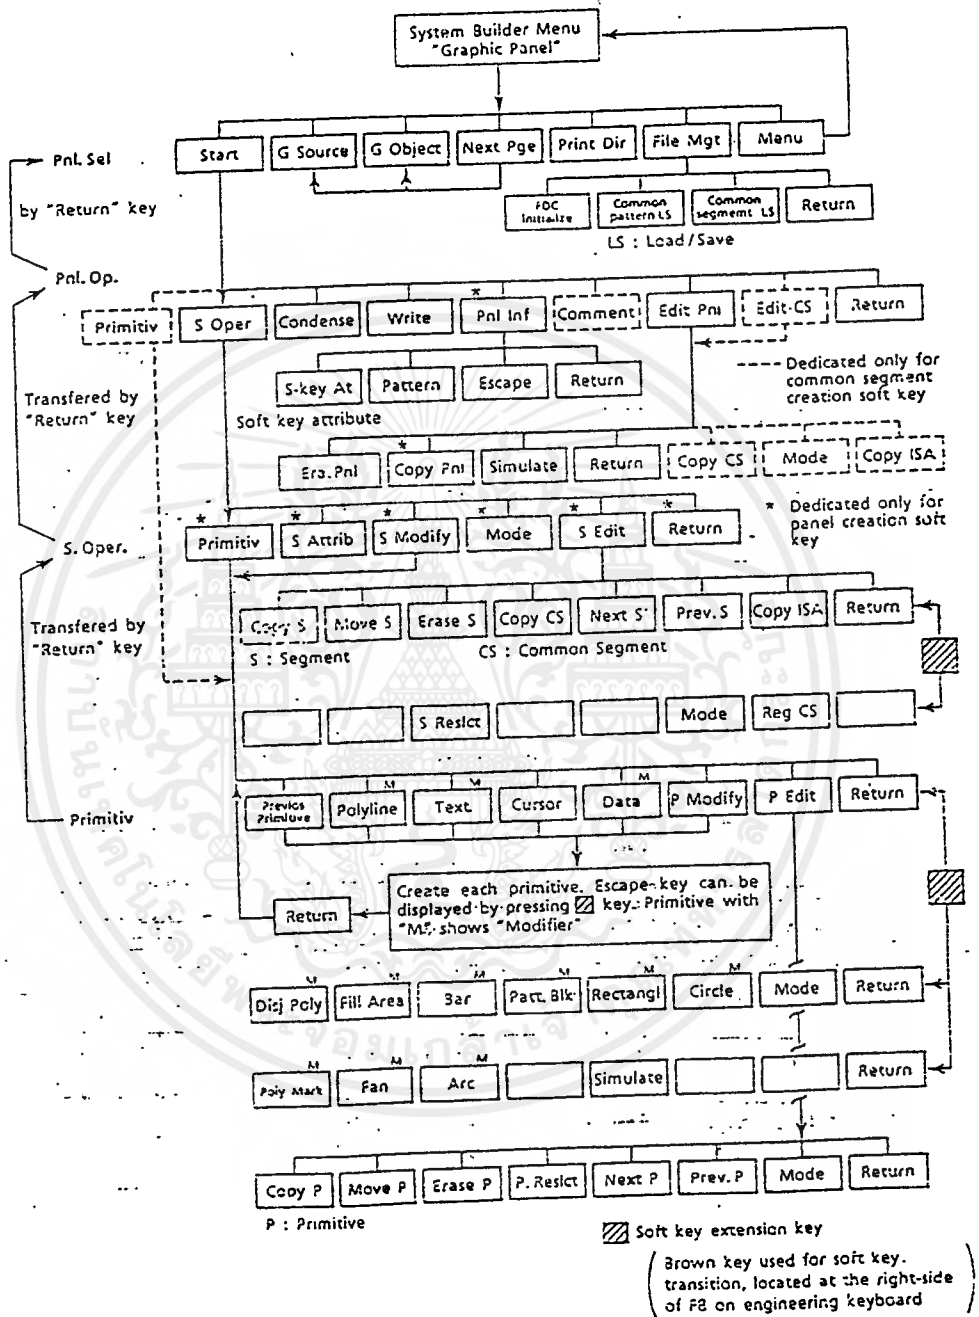 System Builder Menu
"Graphic Panel"
Pnl. Sel
Start
G Source
G Object
Next Pge
Print Dir
File Mgt
Menu
by "Return" key
FDC
Initialize
Common
pattern LS
Common
segment LS
Return
LS : Load/Save
Pnl. Op.
Primitiv
S Oper
Condense
Write
*
Pnl Inf
Comment
Edit Pnl
Edit-CS
Return
S-key At
Pattern
Escape
Return
Dedicated only for
common segment
creation soft key
Transfered by
"Return" key
Soft key attribute
Era.Pnl
*
Copy Pnl
Simulate
Return
Copy CS
Mode
Copy ISA
* Dedicated only for
panel creation soft
key
S. Oper.
*
Primitiv
*
S Attrib
*
S Modify
*
Mode
*
S Edit
*
Return
Copy S
Move S
Erase S
Copy CS
Next S
Prev. S
Copy ISA
Return
Transfered by
"Return" key
S : Segment
CS : Common Segment
S Resict
Mode
Reg CS
Primitiv
Previos
Primitive
M
Polyline
M
Text
Cursor
M
Data
P Modify
P Edit
Return
Return
Create each primitive. Escape-key can be
displayed by pressing key. Primitive with
"M" shows "Modifier"
M
Disj Poly
M
Fill Area
M
Bar
M
Patt. Blk
M
Rectangl
M
Circle
Mode
Return
M
Poly Mark
M
Fan
M
Arc
Simulate
Return
Copy P
Move P
Erase P
P. Resict
Next P
Prev. P
Mode
Return
P : Primitive
Soft key extension key
Brown key used for soft key
transition, located at the right-side
of F8 on engineering keyboard